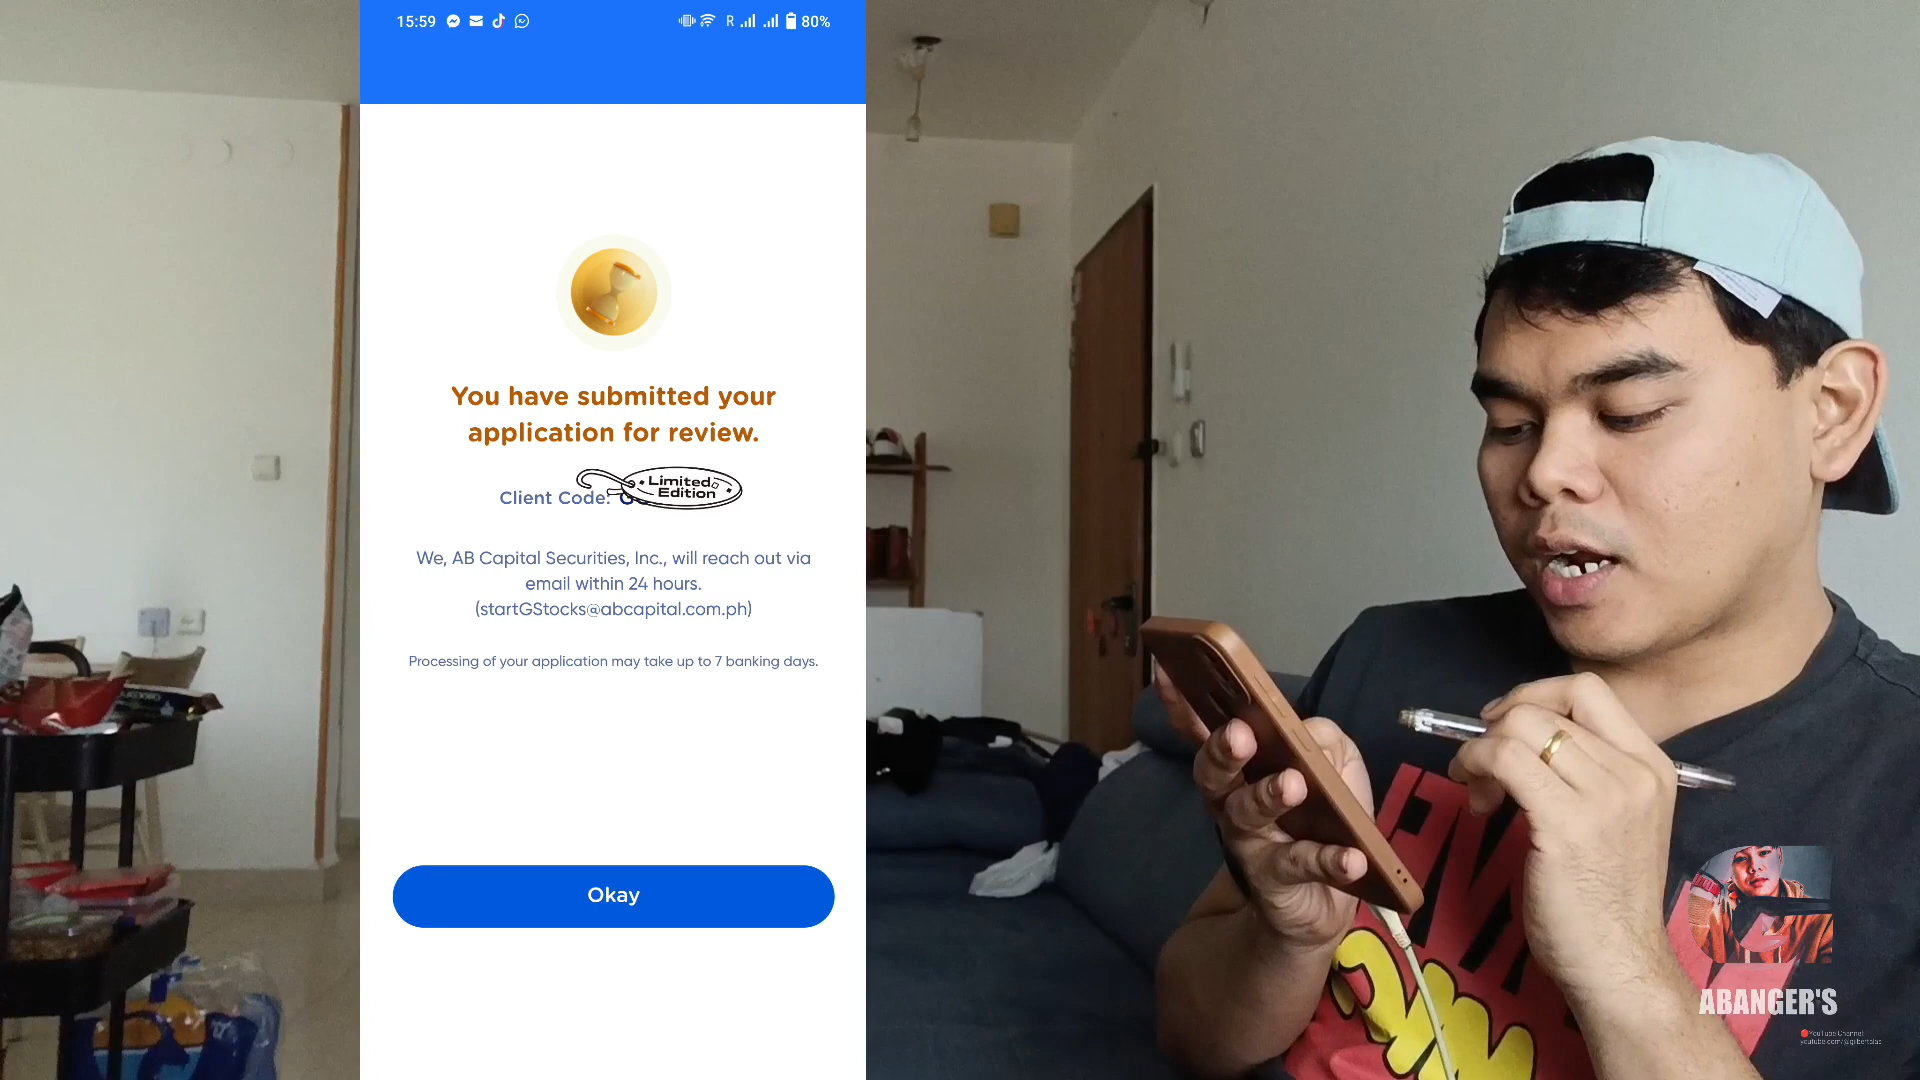 15:59
R
80%
You have submitted your
application for review.
Limited
Edition
Client Code:
We, AB Capital Securities, Inc., will reach out via
email within 24 hours.
(startGStocks@abcapital.com.ph)
Processing of your application may take up to 7 banking days.
Okay
ABANGER'S
YouTube Channel: